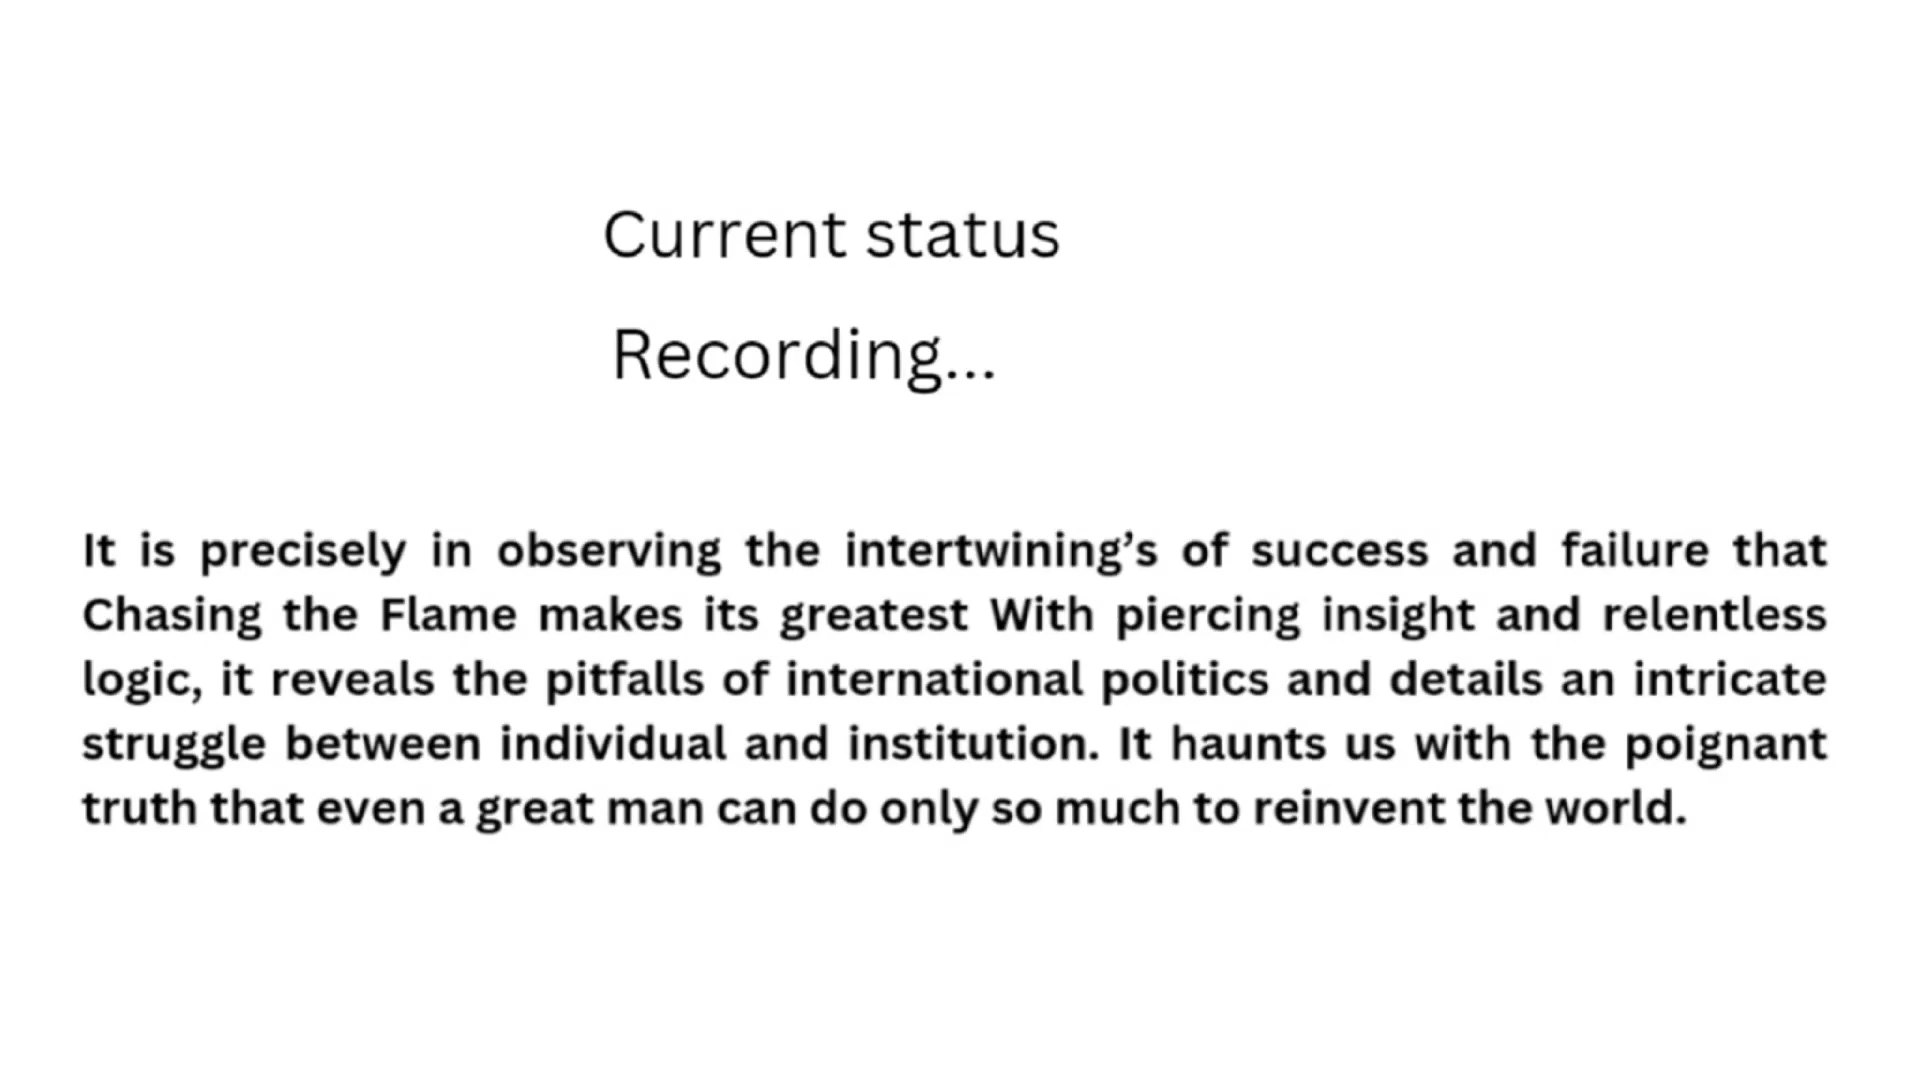 Current status
Recording...
It is precisely in observing the intertwining’s of success and failure that
Chasing the Flame makes its greatest With piercing insight and relentless
logic, it reveals the pitfalls of international politics and details an intricate
struggle between individual and institution. It haunts us with the poignant
truth that even a great man can do only so much to reinvent the world.